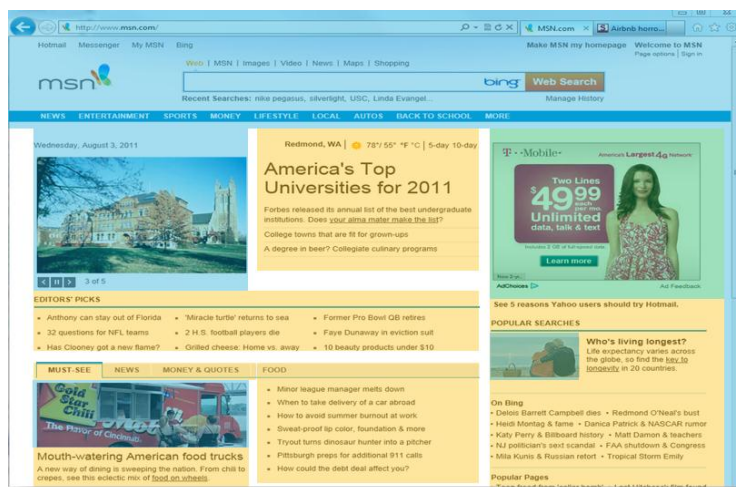 http://www.msn.com/
MSN.com
Airbnb horro...
Hotmail Messenger My MSN Bing
Make MSN my homepage Welcome to MSN
Page options | Sign in
Web | MSN | Images | Video | News | Maps | Shopping
msn
bing
Web Search
Recent Searches: nike pegasus, silverlight, USC, Linda Evangel...
Manage History
NEWS ENTERTAINMENT SPORTS MONEY LIFESTYLE LOCAL AUTOS BACK TO SCHOOL MORE
Wednesday, August 3, 2011
3 of 5
Redmond, WA | 78°/ 55° °F °C | 5-day 10-day
America's Top
Universities for 2011
Forbes released its annual list of the best undergraduate
institutions. Does your alma mater make the list?
College towns that are fit for grown-ups
A degree in beer? Collegiate culinary programs
T··Mobile·
America's Largest 4G Network
Two Lines
$49.99
each
per mo.
Unlimited
data, talk & text
Includes 2 GB at full-speed data.
Learn more
AdChoices
Ad Feedback
EDITORS' PICKS
• Anthony can stay out of Florida
• 32 questions for NFL teams
• Has Clooney got a new flame?
• 'Miracle turtle' returns to sea
• 2 H.S. football players die
• Grilled cheese: Home vs. away
• Former Pro Bowl QB retires
• Faye Dunaway in eviction suit
• 10 beauty products under $10
See 5 reasons Yahoo users should try Hotmail.
POPULAR SEARCHES
Who's living longest?
Life expectancy varies across
the globe, so find the key to
longevity in 20 countries.
MUST-SEE NEWS MONEY & QUOTES FOOD
Gold
Star
Chili
The Flavor of Cincinnati.
Mouth-watering American food trucks
A new way of dining is sweeping the nation. From chili to
crepes, see this eclectic mix of food on wheels.
• Minor league manager melts down
• When to take delivery of a car abroad
• How to avoid summer burnout at work
• Sweat-proof lip color, foundation & more
• Tryout turns dinosaur hunter into a pitcher
• Pittsburgh preps for additional 911 calls
• How could the debt deal affect you?
On Bing
• Delois Barrett Campbell dies • Redmond O'Neal's bust
• Heidi Montag & fame • Danica Patrick & NASCAR rumor
• Katy Perry & Billboard history • Matt Damon & teachers
• NJ politician's sext scandal • FAA shutdown & Congress
• Mila Kunis & Russian retort • Tropical Storm Emily
Popular Pages